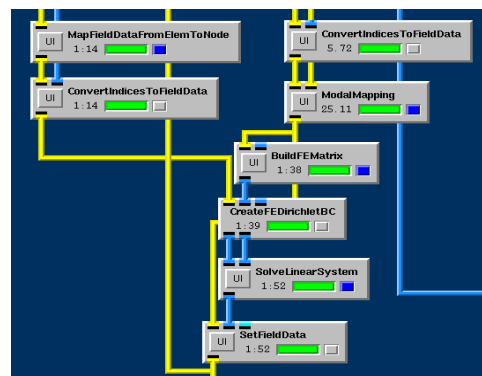 MapFieldDataFromElemToNode
UI
1:14
ConvertIndicesToFieldData
UI
5.72
ConvertIndicesToFieldData
UI
1:14
ModalMapping
UI
25.11
BuildFEMatrix
UI
1:38
CreateFEDirichletBC
1:39
SolveLinearSystem
UI
1:52
SetFieldData
UI
1:52